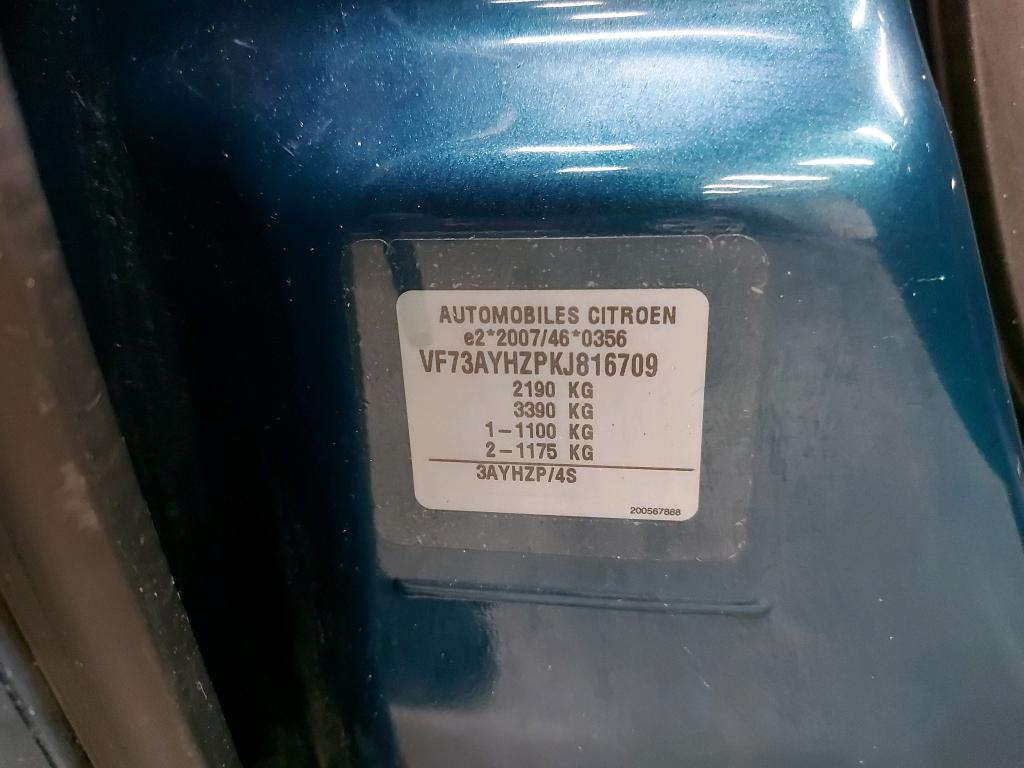 AUTOMOBILES CITROEN
e2*2007/46*0356
VF73AYHZPKJ816709
2190 KG
3390 KG
1-1100 KG
2-1175 KG
3AYHZP/4S
200567888